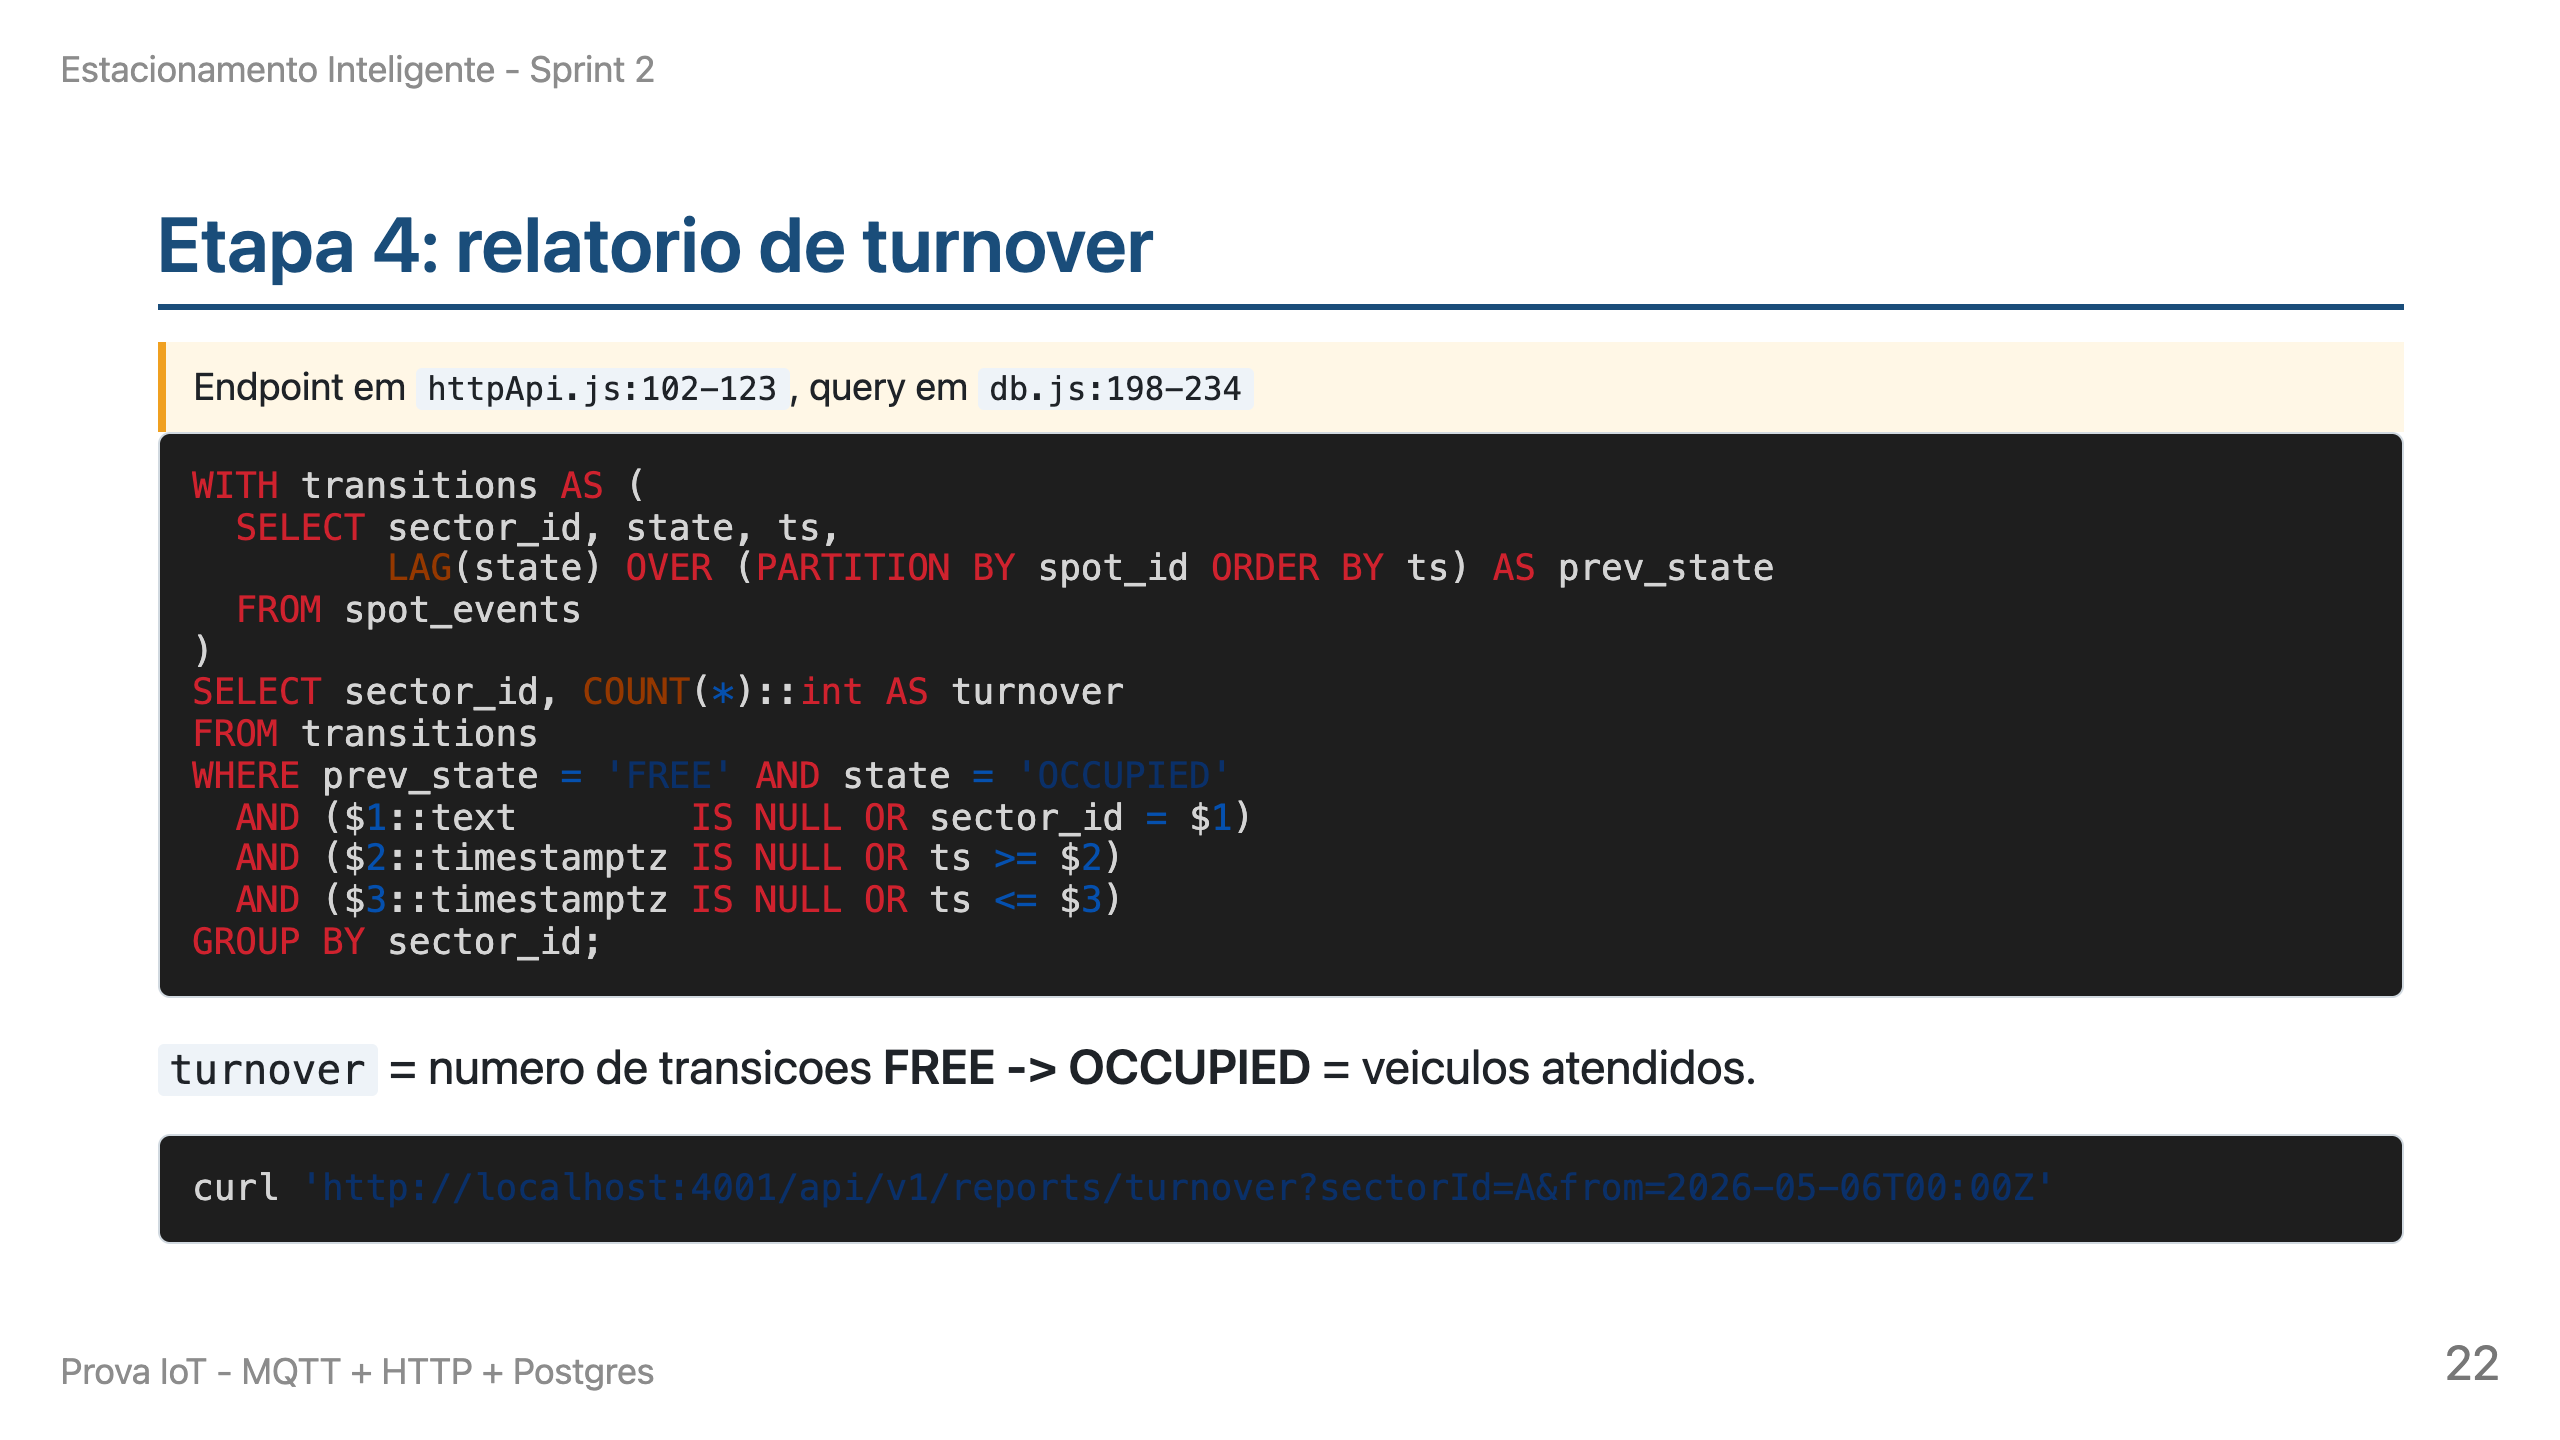 Estacionamento Inteligente - Sprint 2
Etapa 4: relatorio de turnover
Endpoint em httpApi.js:102-123, query em db.js:198-234
WITH transitions AS (
  SELECT sector_id, state, ts,
         LAG(state) OVER (PARTITION BY spot_id ORDER BY ts) AS prev_state
  FROM spot_events
)
SELECT sector_id, COUNT(*)::int AS turnover
FROM transitions
WHERE prev_state = 'FREE' AND state = 'OCCUPIED'
  AND ($1::text        IS NULL OR sector_id = $1)
  AND ($2::timestamptz IS NULL OR ts >= $2)
  AND ($3::timestamptz IS NULL OR ts <= $3)
GROUP BY sector_id;
turnover = numero de transicoes FREE -> OCCUPIED = veiculos atendidos.
curl 'http://localhost:4001/api/v1/reports/turnover?sectorId=A&from=2026-05-06T00:00Z'
Prova IoT - MQTT + HTTP + Postgres
22